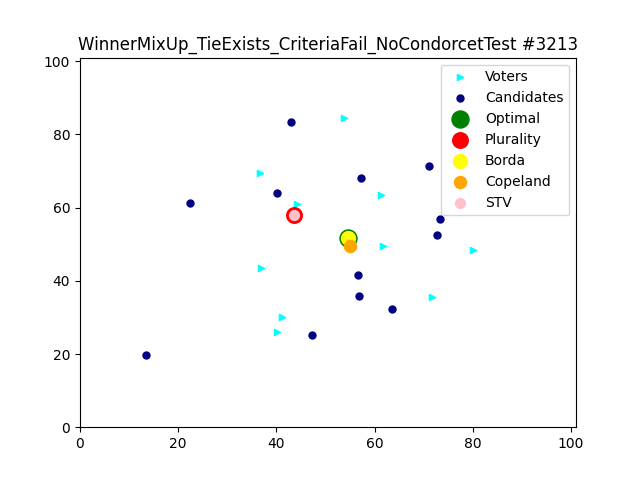 WinnerMixUp_TieExists_CriteriaFail_NoCondorcetTest #3213
100
80
60
40
20
0
0 20 40 60 80 100
Voters
Candidates
Optimal
Plurality
Borda
Copeland
STV